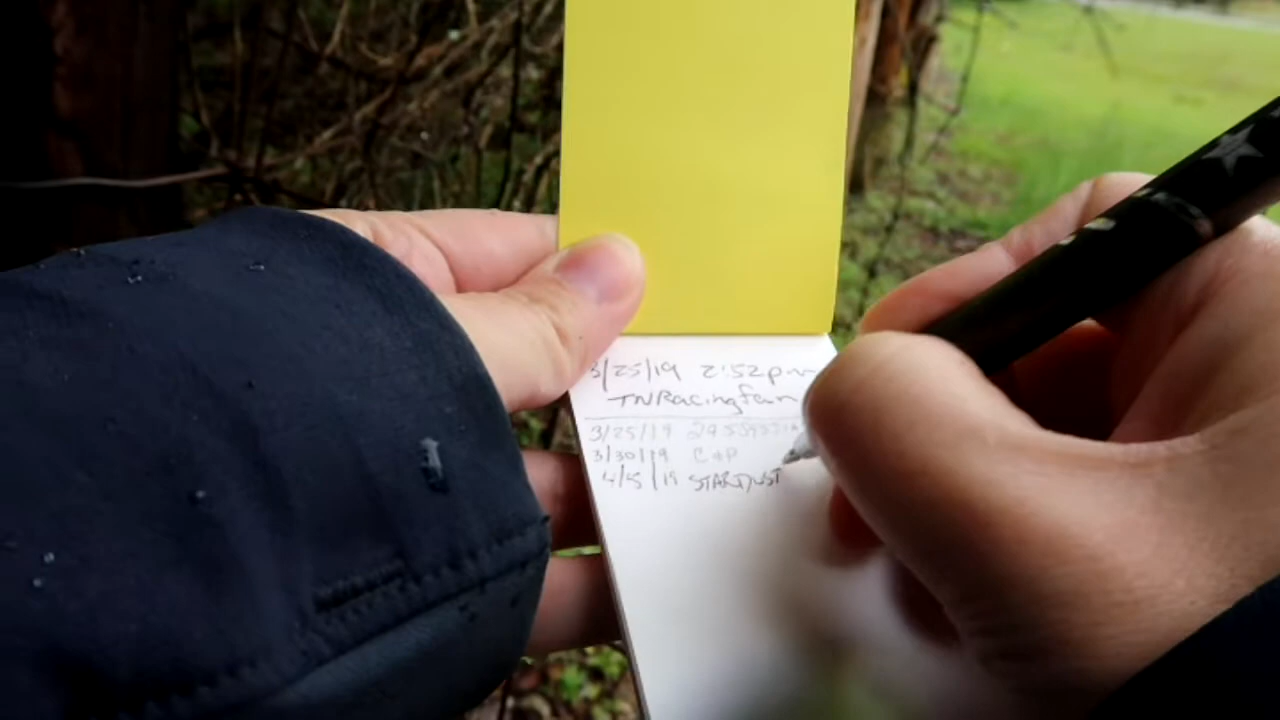 3/25/19 2:52pm
TNRacingfan
3/25/19
3/30/19 C&P
4/5/19 STARDUST